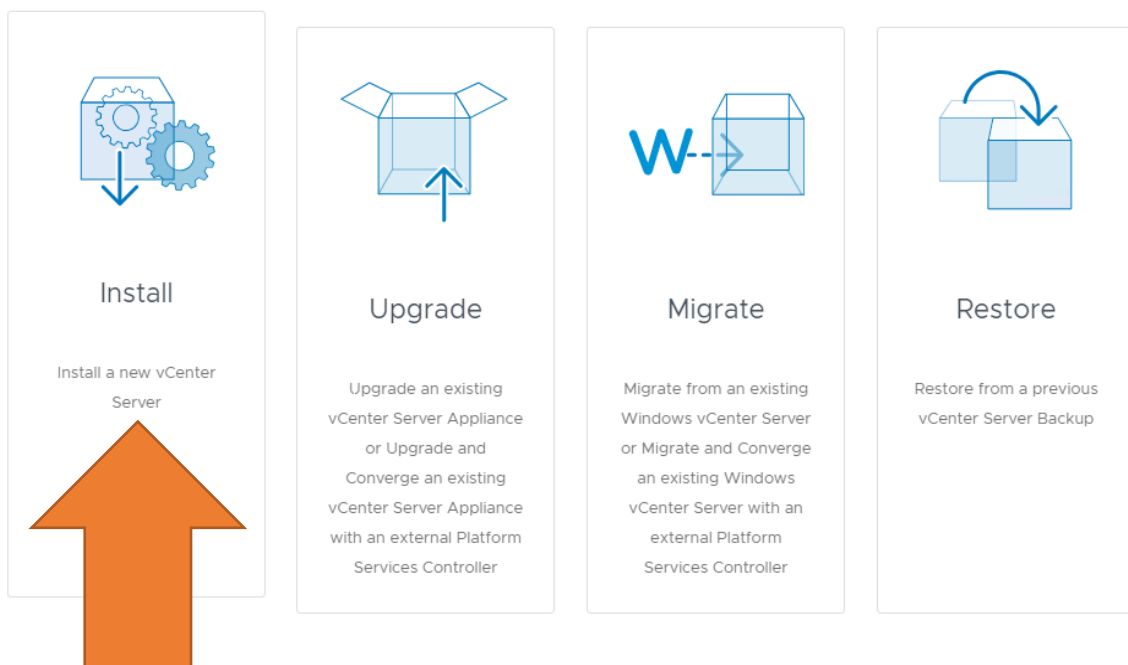 Install
Install a new vCenter
Server
Upgrade
Upgrade an existing
vCenter Server Appliance
or Upgrade and
Converge an existing
vCenter Server Appliance
with an external Platform
Services Controller
W
Migrate
Migrate from an existing
Windows vCenter Server
or Migrate and Converge
an existing Windows
vCenter Server with an
external Platform
Services Controller
Restore
Restore from a previous
vCenter Server Backup